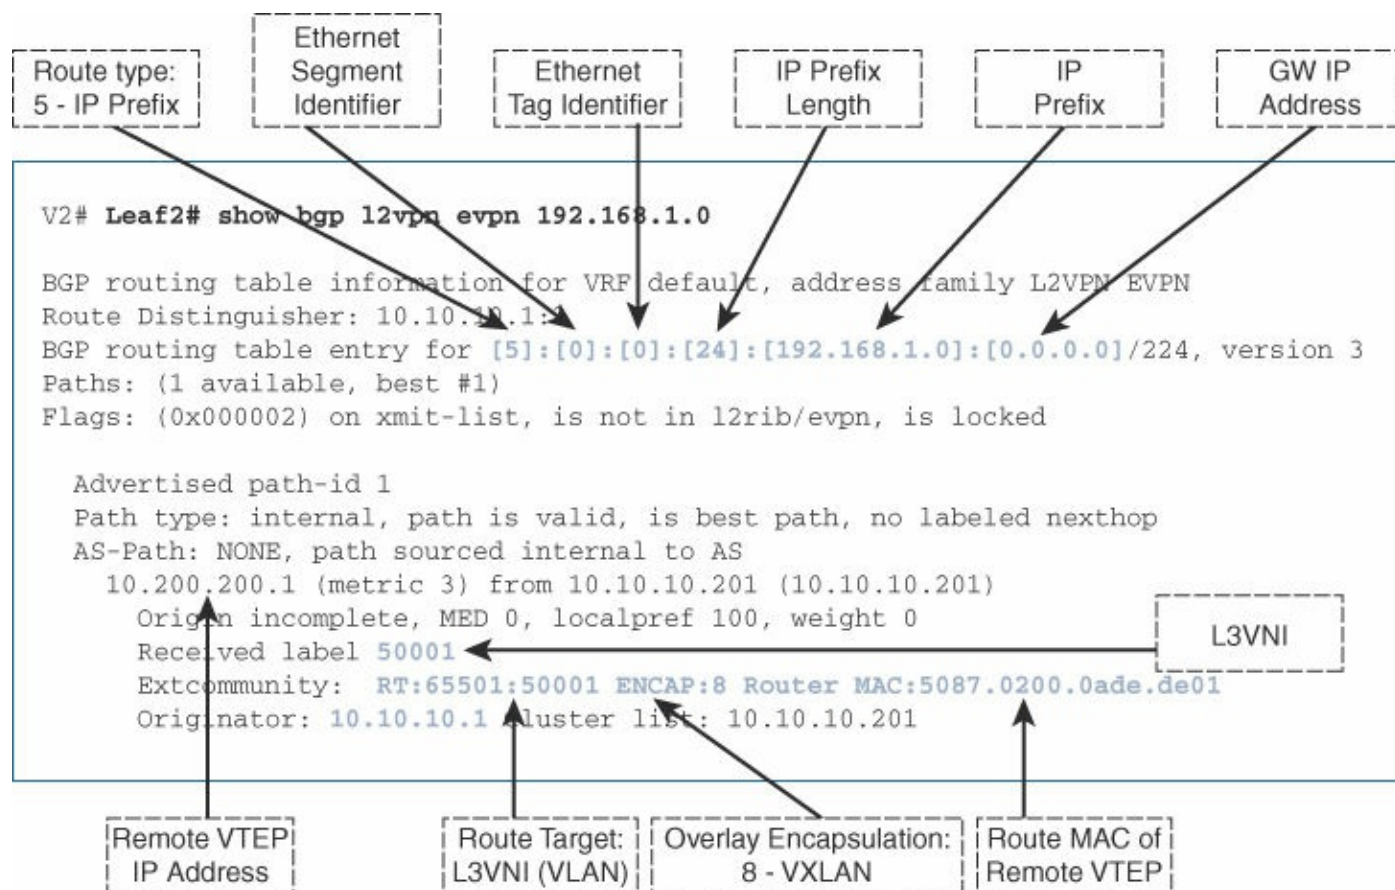 Route type:
5 - IP Prefix
Ethernet
Segment
Identifier
Ethernet
Tag Identifier
IP Prefix
Length
IP
Prefix
GW IP
Address
V2# Leaf2# show bgp l2vpn evpn 192.168.1.0
BGP routing table information for VRF default, address family L2VPN EVPN
Route Distinguisher: 10.10.10.1:
BGP routing table entry for [5]:[0]:[0]:[24]:[192.168.1.0]:[0.0.0.0]/224, version 3
Paths: (1 available, best #1)
Flags: (0x000002) on xmit-list, is not in l2rib/evpn, is locked
Advertised path-id 1
Path type: internal, path is valid, is best path, no labeled nexthop
AS-Path: NONE, path sourced internal to AS
10.200.200.1 (metric 3) from 10.10.10.201 (10.10.10.201)
Origin incomplete, MED 0, localpref 100, weight 0
Received label 50001
Extcommunity: RT:65501:50001 ENCAP:8 Router MAC:5087.0200.0ade.de01
Originator: 10.10.10.1 Cluster list: 10.10.10.201
L3VNI
Remote VTEP
IP Address
Route Target:
L3VNI (VLAN)
Overlay Encapsulation:
8 - VXLAN
Route MAC of
Remote VTEP